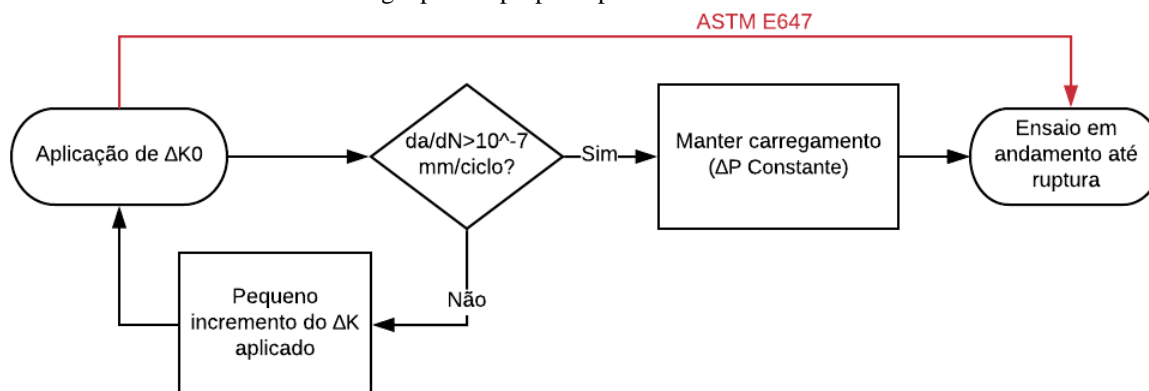 ASTM E647
Aplicação de ΔK0
da/dN>10^-7
mm/ciclo?
Sim
Manter carregamento
(ΔP Constante)
Ensaio em
andamento até
ruptura
Não
Pequeno
incremento do ΔK
aplicado